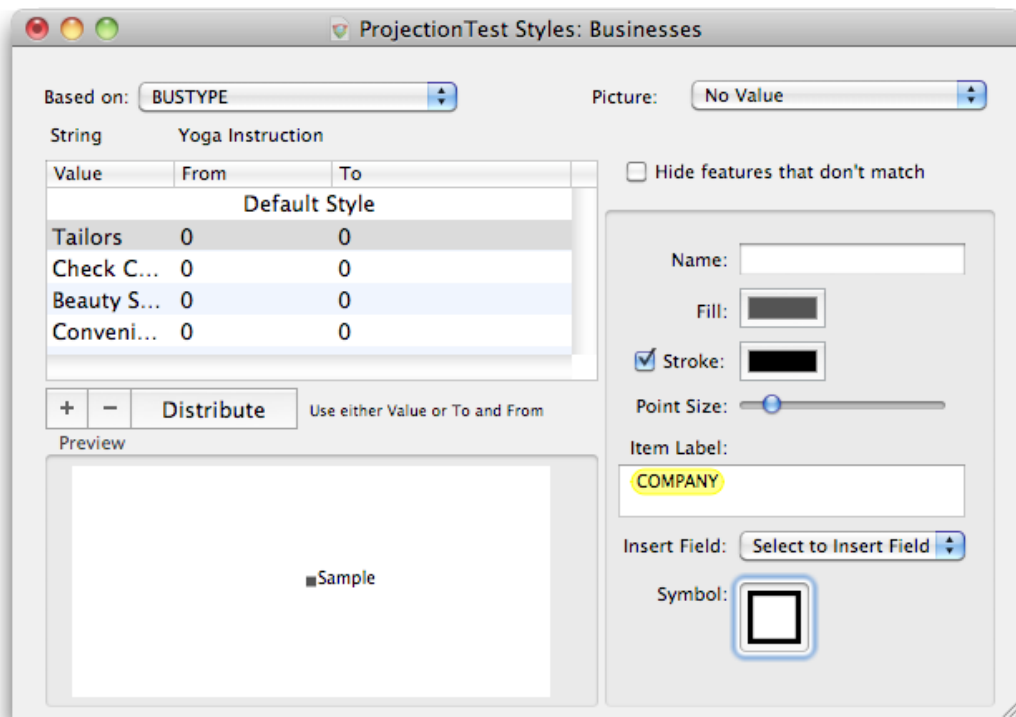 ProjectionTest Styles: Businesses
Based on: BUSTYPE
Picture: No Value
String Yoga Instruction
Value From To
Hide features that don't match
Default Style
Tailors 0 0
Check C... 0 0
Beauty S... 0 0
Conveni... 0 0
Name:
Fill:
Stroke:
Point Size:
+ − Distribute Use either Value or To and From
Preview
Item Label:
COMPANY
Insert Field: Select to Insert Field
Symbol:
Sample